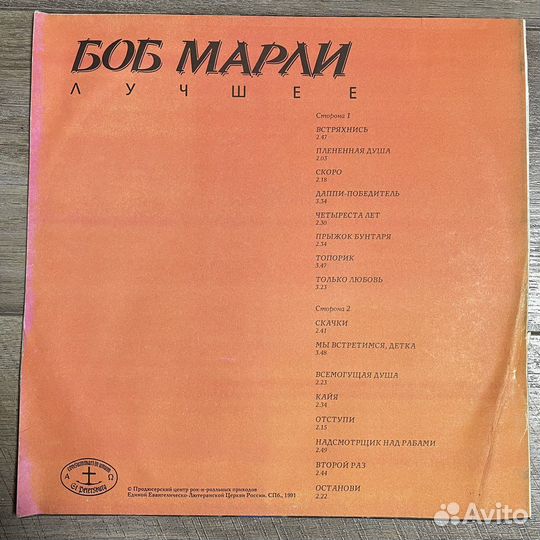 БОБ МАРЛИ
ЛУЧШЕЕ
Сторона 1
ВСТРЯХНИСЬ
2.47
ПЛЕНЕННАЯ ДУША
2.03
СКОРО
2.18
ДАППИ-ПОБЕДИТЕЛЬ
3.34
ЧЕТЫРЕСТА ЛЕТ
2.30
ПРЫЖОК БУНТАРЯ
2.34
ТОПОРИК
3.47
ТОЛЬКО ЛЮБОВЬ
3.23
Сторона 2
СКАЧКИ
2.41
МЫ ВСТРЕТИМСЯ, ДЕТКА
3.48
ВСЕМОГУЩАЯ ДУША
2.23
КАЙЯ
2.34
ОТСТУПИ
2.15
НАДСМОТРЩИК НАД РАБАМИ
2.49
ВТОРОЙ РАЗ
2.44
ОСТАНОВИ
2.22
А Ω
St. Petersburg
© Продюсерский центр рок-н-ролльных приходов
Единой Евангелическо-Лютеранской Церкви России. СПб., 1991
Avito